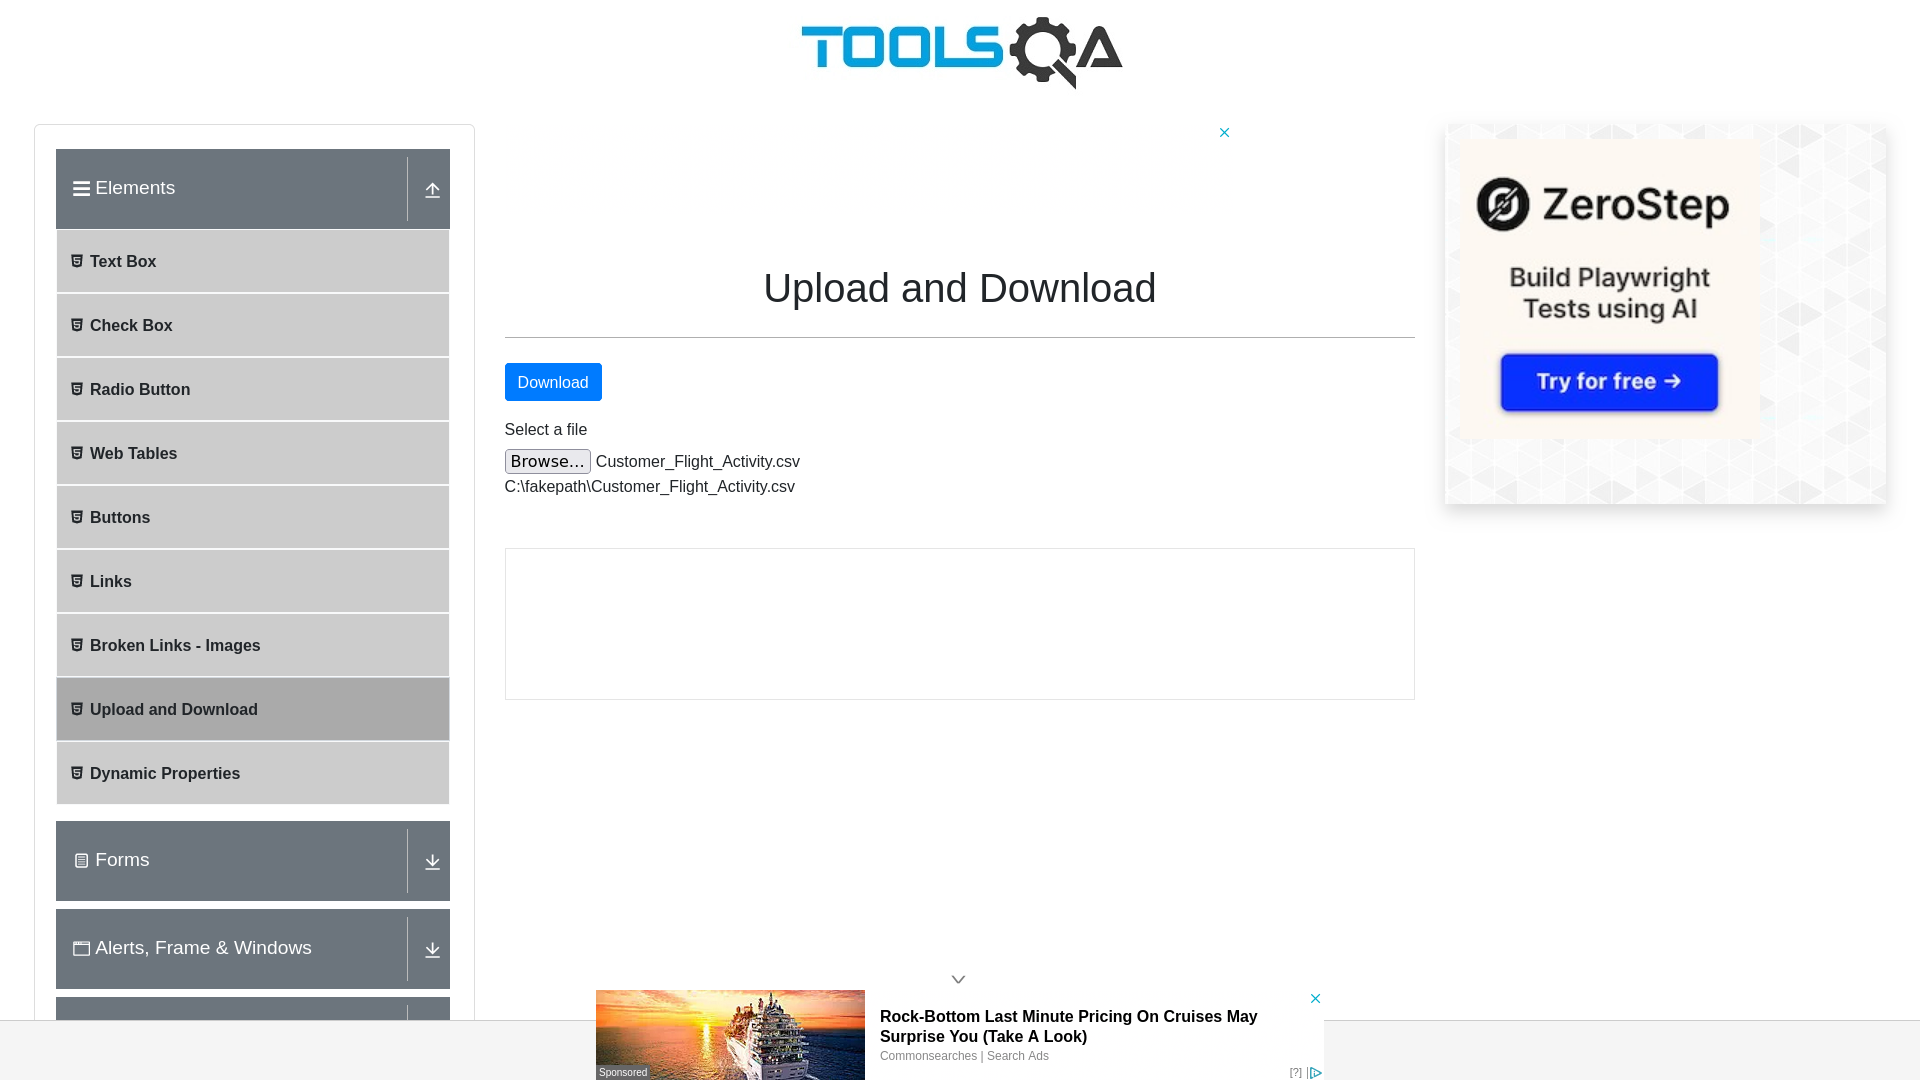 TOOLSQA
Elements
Text Box
Check Box
Radio Button
Web Tables
Buttons
Links
Broken Links - Images
Upload and Download
Dynamic Properties
Forms
Alerts, Frame & Windows
Upload and Download
Download
Select a file
Browse... Customer_Flight_Activity.csv
C:\fakepath\Customer_Flight_Activity.csv
ZeroStep
Build Playwright
Tests using AI
Try for free →
Rock-Bottom Last Minute Pricing On Cruises May
Surprise You (Take A Look)
Commonsearches | Search Ads
Sponsored
[?]